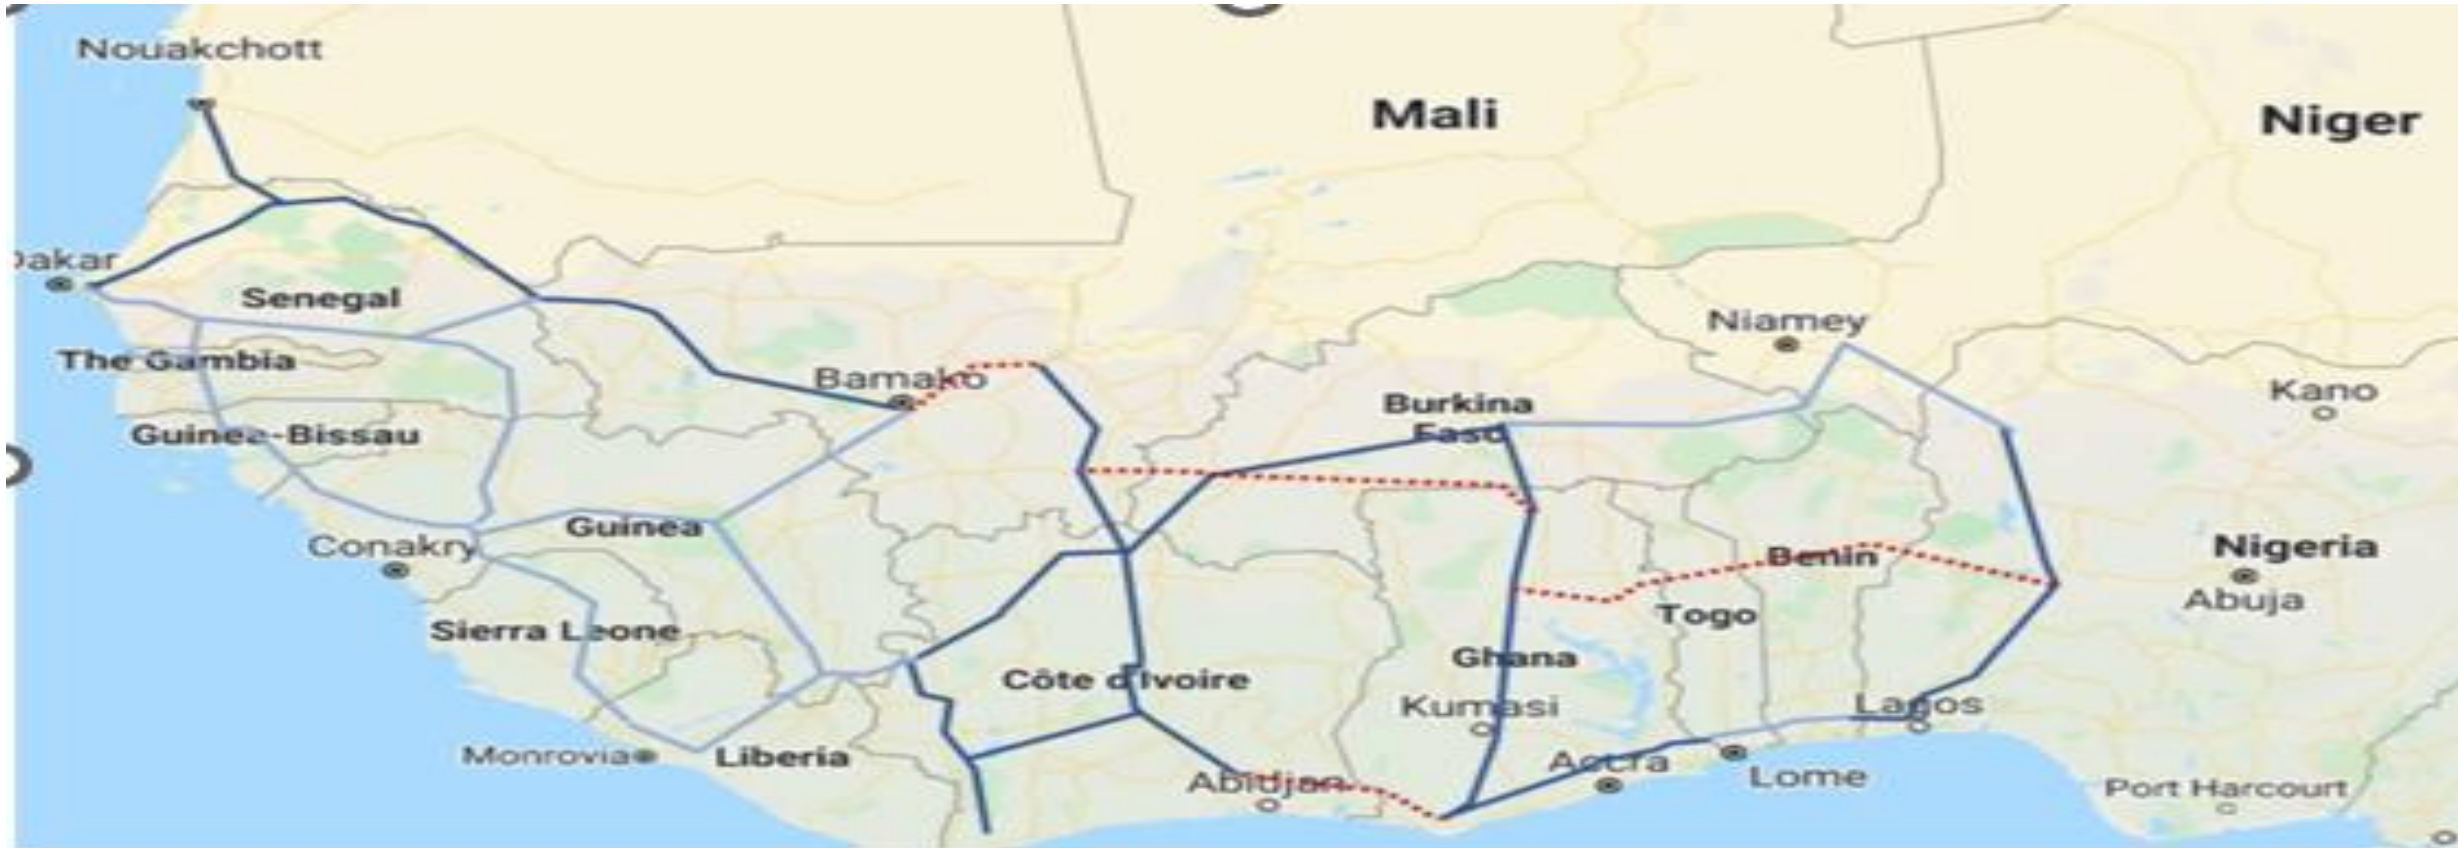 Nouakchott
Mali
Niger
Dakar
Senegal
Niamey
The Gambia
Bamako
Kano
Burkina
Faso
Guinea-Bissau
Guinea
Conakry
Benin
Nigeria
Abuja
Togo
Sierra Leone
Ghana
Côte d'Ivoire
Kumasi
Lagos
Monrovia
Liberia
Accra
Lome
Abidjan
Port Harcourt